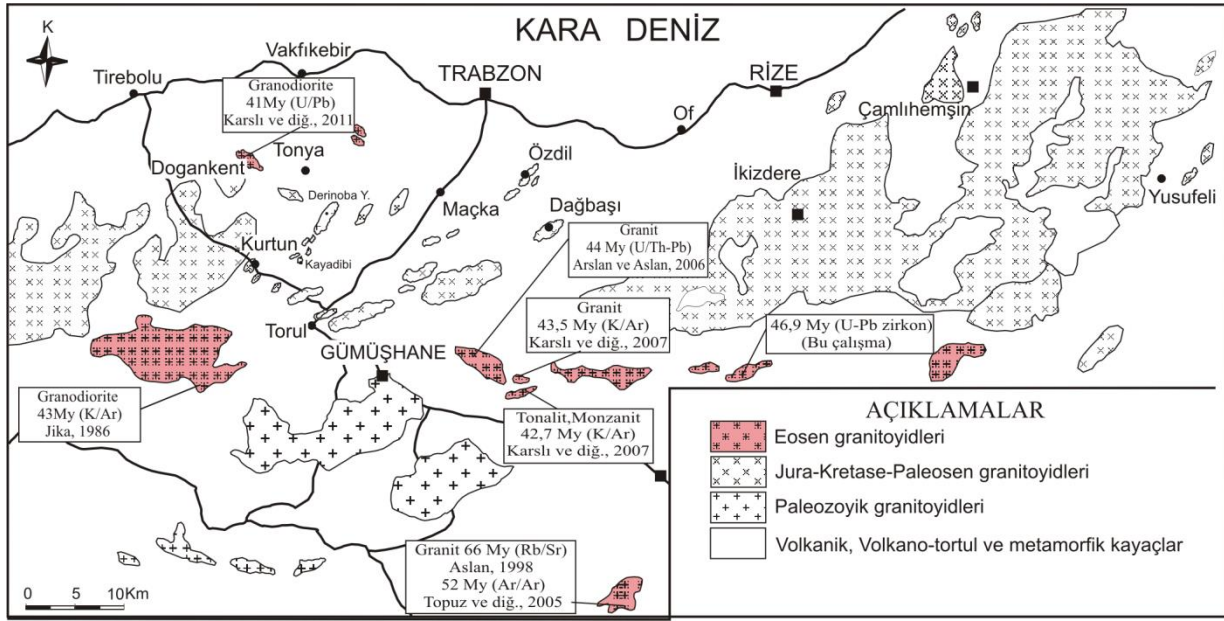 K
KARA DENİZ
Vakfıkebir
Tirebolu
TRABZON
RİZE
Granodiorite
41My (U/Pb)
Karslı ve diğ., 2011
Of
Çamlıhemşin
Tonya
Dogankent
Özdil
Derinoba Y.
Maçka
Dağbaşı
İkizdere
Yusufeli
Kurtun
Kayadibi
Granit
44 My (U/Th-Pb)
Arslan ve Aslan, 2006
Granit
43,5 My (K/Ar)
Karslı ve diğ., 2007
46,9 My (U-Pb zirkon)
(Bu çalışma)
Torul
GÜMÜŞHANE
Granodiorite
43My (K/Ar)
Jika, 1986
Tonalit,Monzanit
42,7 My (K/Ar)
Karslı ve diğ., 2007
AÇIKLAMALAR
Eosen granitoyidleri
Jura-Kretase-Paleosen granitoyidleri
Paleozoyik granitoyidleri
Volkanik, Volkano-tortul ve metamorfik kayaçlar
Granit 66 My (Rb/Sr)
Aslan, 1998
52 My (Ar/Ar)
Topuz ve diğ., 2005
0 5 10Km